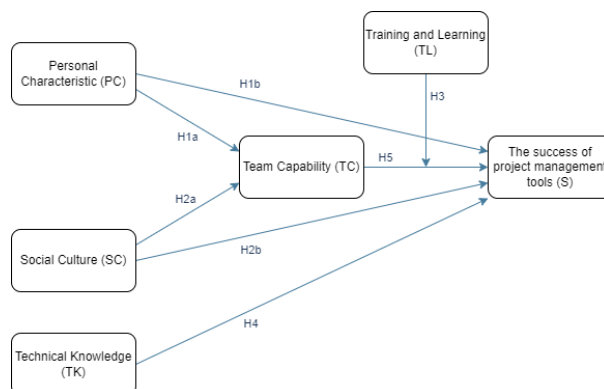 Training and Learning
(TL)
Personal
Characteristic (PC)
H1b
H3
H1a
Team Capability (TC)
H5
The success of
project management
tools (S)
H2a
Social Culture (SC)
H2b
H4
Technical Knowledge
(TK)